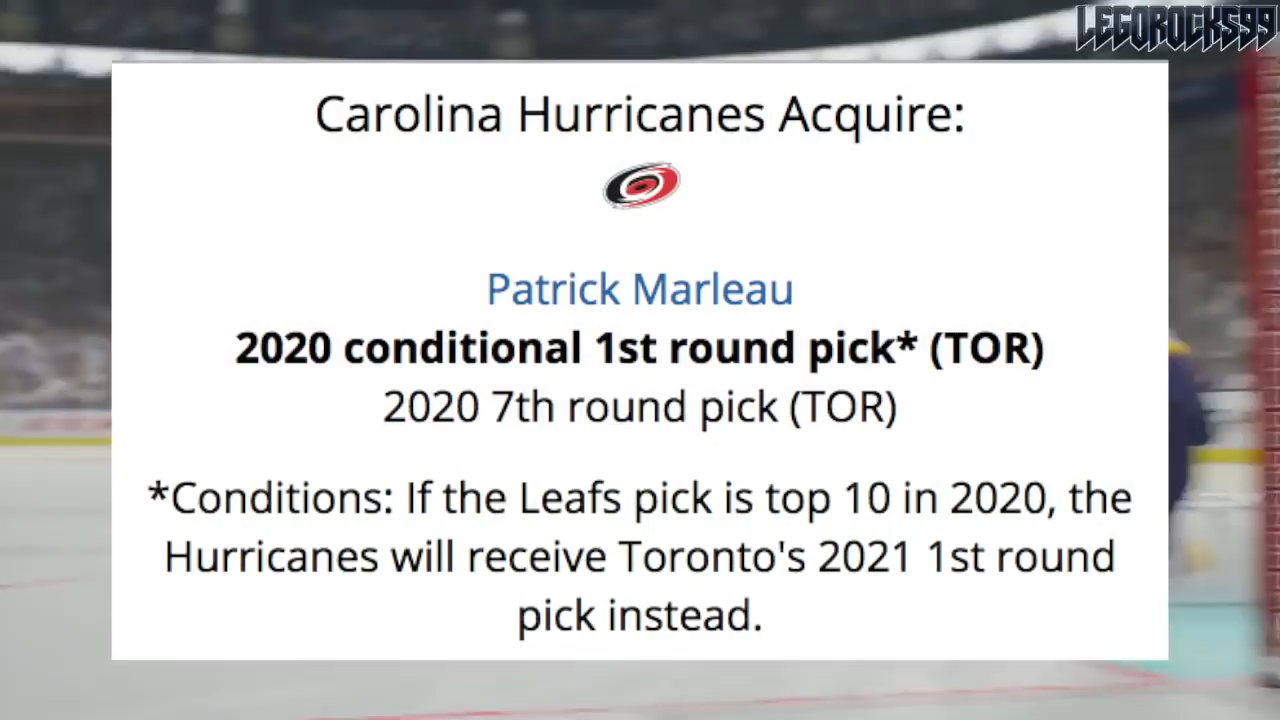 LEGOROCKS99
Carolina Hurricanes Acquire:
Patrick Marleau
2020 conditional 1st round pick* (TOR)
2020 7th round pick (TOR)
*Conditions: If the Leafs pick is top 10 in 2020, the
Hurricanes will receive Toronto's 2021 1st round
pick instead.